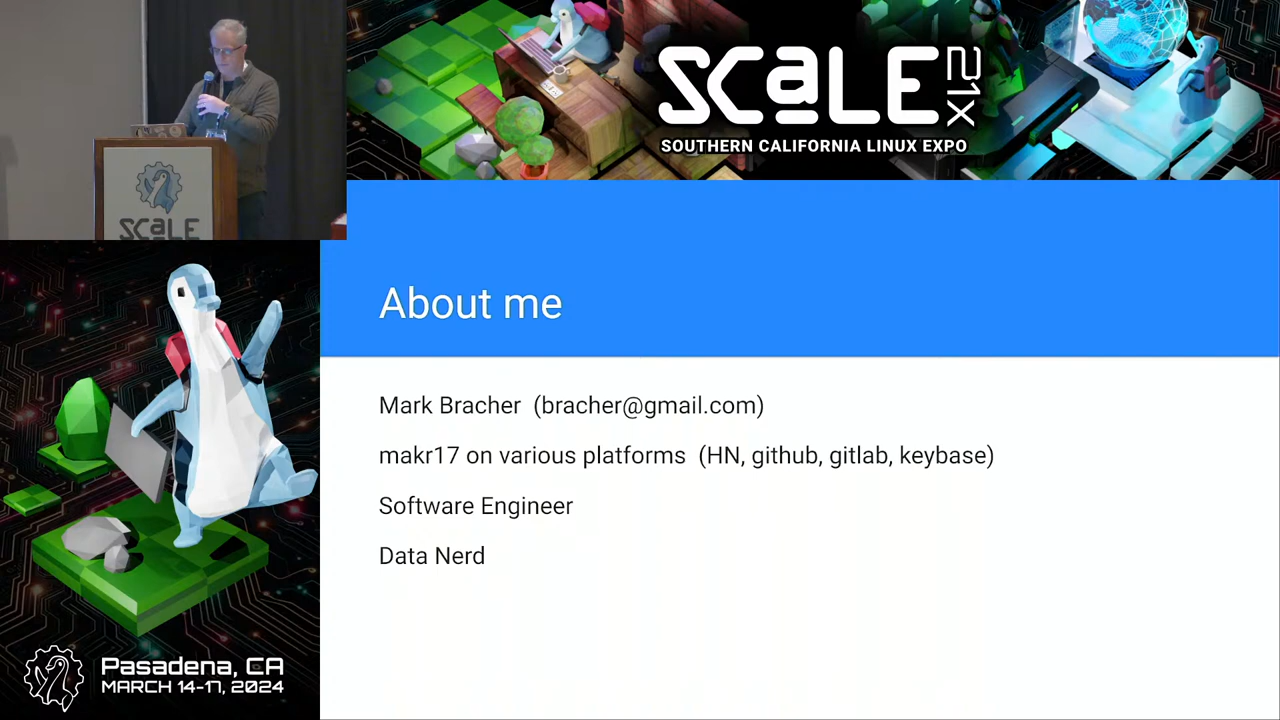 SCALE
21X
SOUTHERN CALIFORNIA LINUX EXPO
SCALE
About me
Mark Bracher (bracher@gmail.com)
makr17 on various platforms (HN, github, gitlab, keybase)
Software Engineer
Data Nerd
Pasadena, CA
MARCH 14-17, 2024